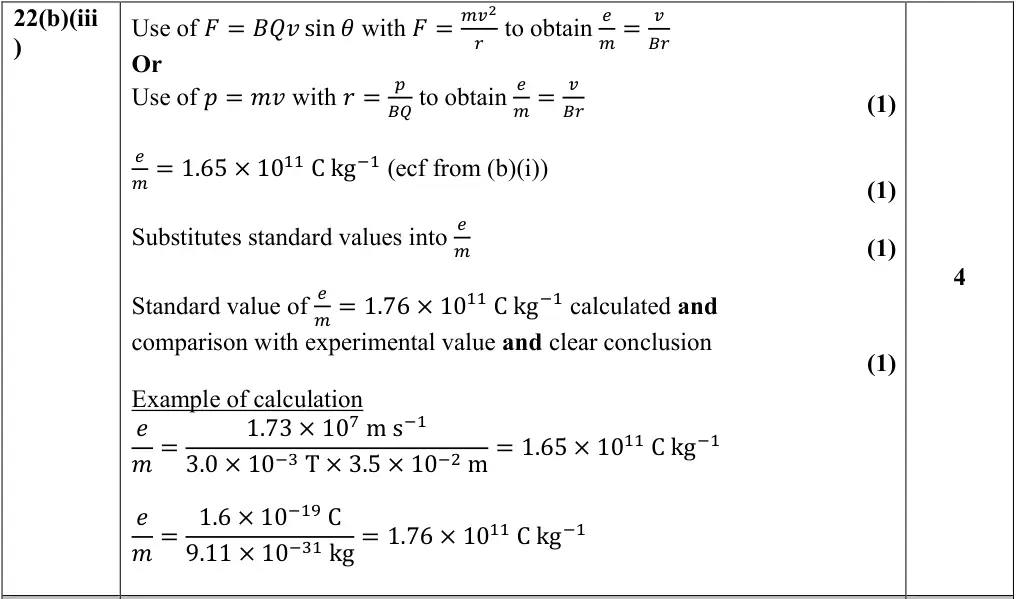 22(b)(iii
)
Use of F = BQv sin θ with F = mv²/r to obtain e/m = v/Br
Or
Use of p = mv with r = p/BQ to obtain e/m = v/Br
(1)
e/m = 1.65 × 10¹¹ C kg⁻¹ (ecf from (b)(i))
(1)
Substitutes standard values into e/m
(1)
4
Standard value of e/m = 1.76 × 10¹¹ C kg⁻¹ calculated and
comparison with experimental value and clear conclusion
(1)
Example of calculation
e/m = 1.73 × 10⁷ m s⁻¹ / 3.0 × 10⁻³ T × 3.5 × 10⁻² m = 1.65 × 10¹¹ C kg⁻¹
e/m = 1.6 × 10⁻¹⁹ C / 9.11 × 10⁻³¹ kg = 1.76 × 10¹¹ C kg⁻¹